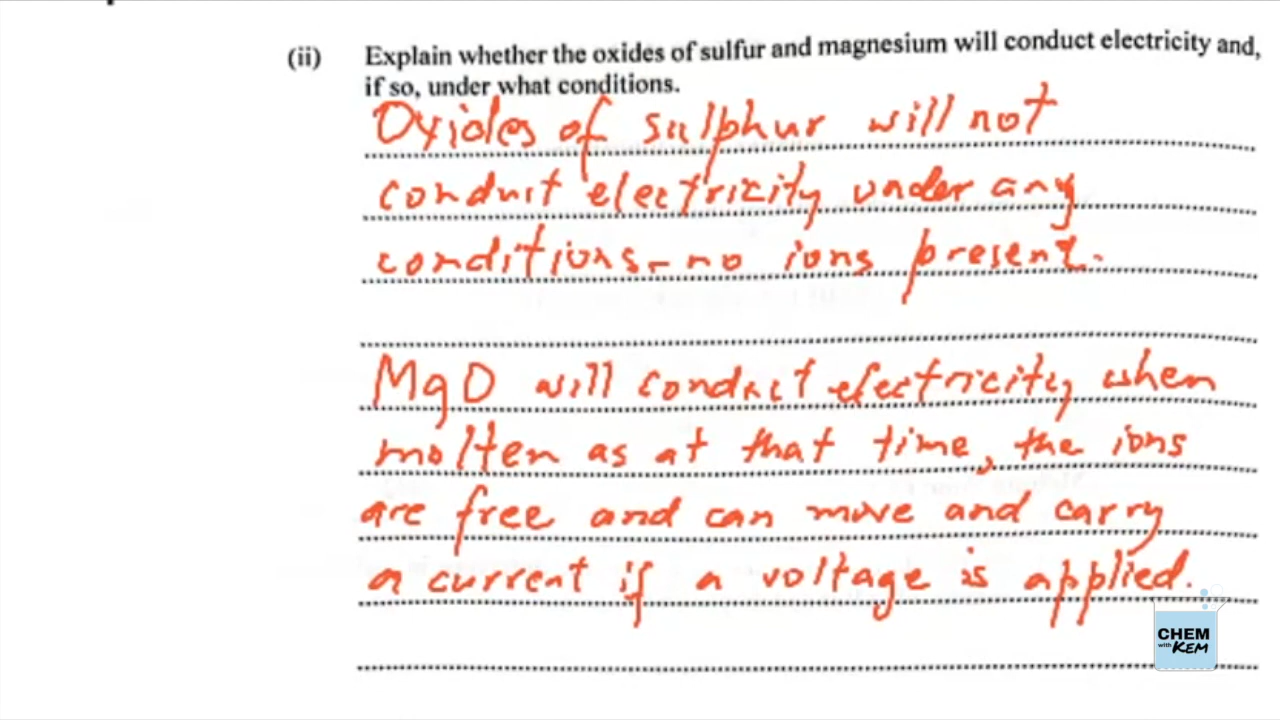 (ii) Explain whether the oxides of sulfur and magnesium will conduct electricity and,
if so, under what conditions.
Oxides of sulphur will not
conduct electricity under any
conditions - no ions present.
MgO will conduct electricity when
molten as at that time, the ions
are free and can move and carry
a current if a voltage is applied.
CHEM
with KEM